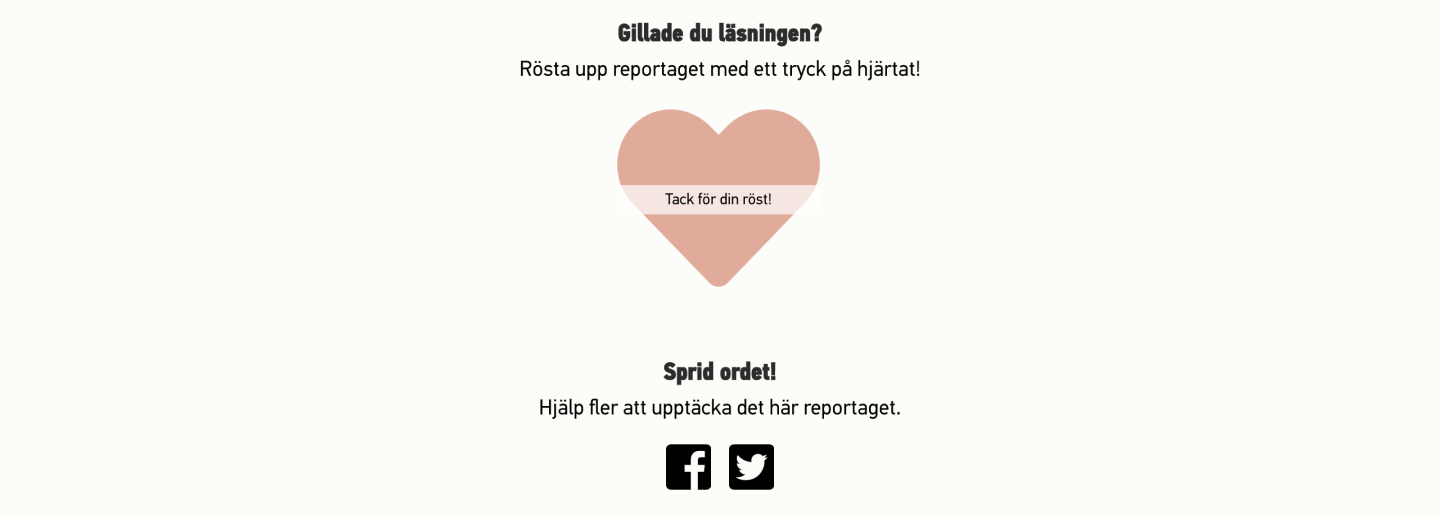 Gillade du läsningen?
Rösta upp reportaget med ett tryck på hjärtat!
Tack för din röst!
Sprid ordet!
Hjälp fler att upptäcka det här reportaget.